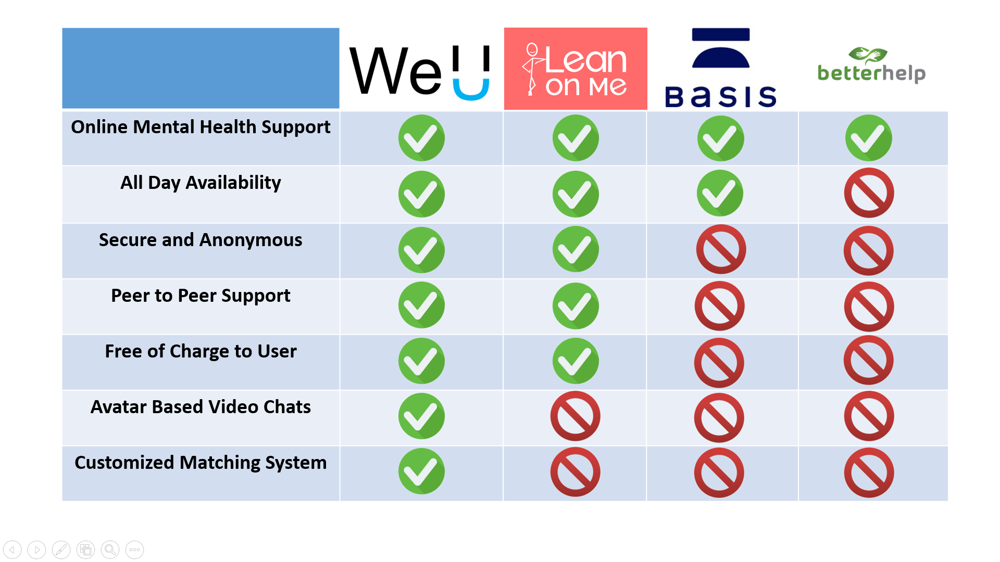 WeU
Lean
on Me
BaSIS
betterhelp
Online Mental Health Support
All Day Availability
Secure and Anonymous
Peer to Peer Support
Free of Charge to User
Avatar Based Video Chats
Customized Matching System